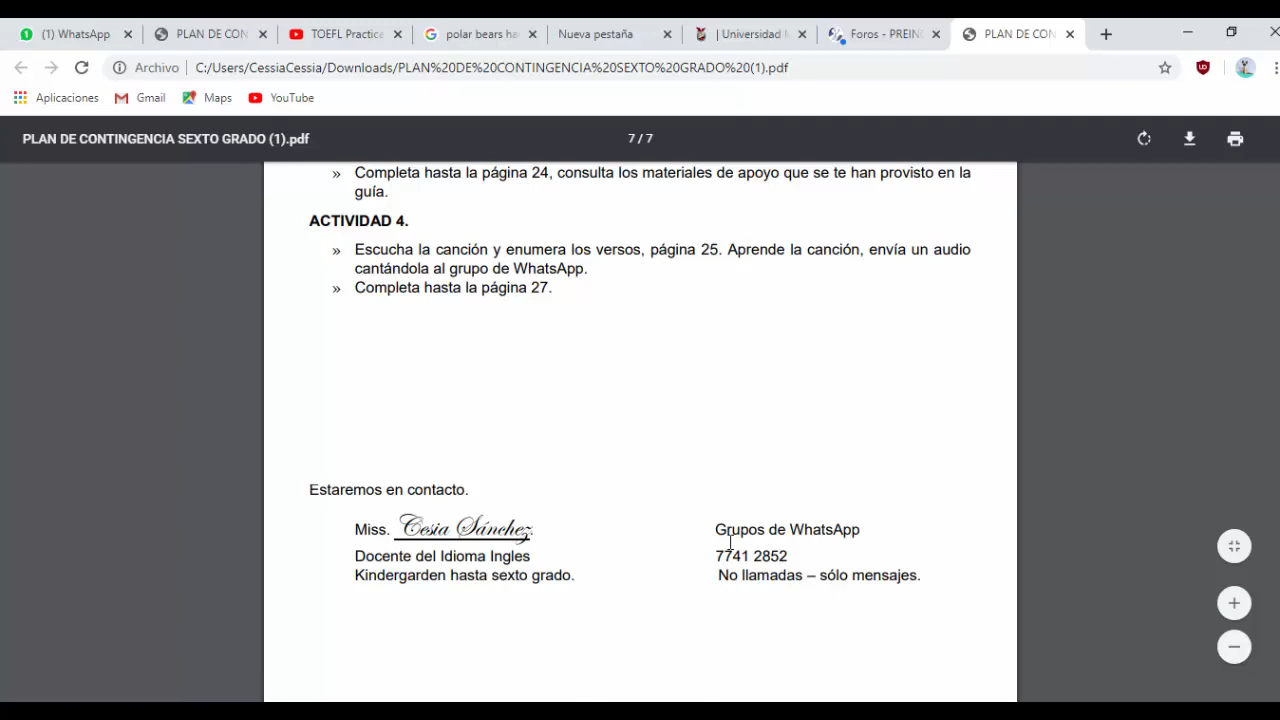 (1) WhatsApp
PLAN DE CON
TOEFL Practice
polar bears ha
Nueva pestaña
| Universidad
Foros - PREIN
PLAN DE CON
Archivo
C:/Users/CessiaCessia/Downloads/PLAN%20DE%20CONTINGENCIA%20SEXTO%20GRADO%20(1).pdf
Aplicaciones
Gmail
Maps
YouTube
PLAN DE CONTINGENCIA SEXTO GRADO (1).pdf
7 / 7
» Completa hasta la página 24, consulta los materiales de apoyo que se te han provisto en la
guía.
ACTIVIDAD 4.
» Escucha la canción y enumera los versos, página 25. Aprende la canción, envía un audio
cantándola al grupo de WhatsApp.
» Completa hasta la página 27.
Estaremos en contacto.
Miss. Cesia Sánchez.
Grupos de WhatsApp
Docente del Idioma Ingles
7741 2852
Kindergarden hasta sexto grado.
No llamadas – sólo mensajes.